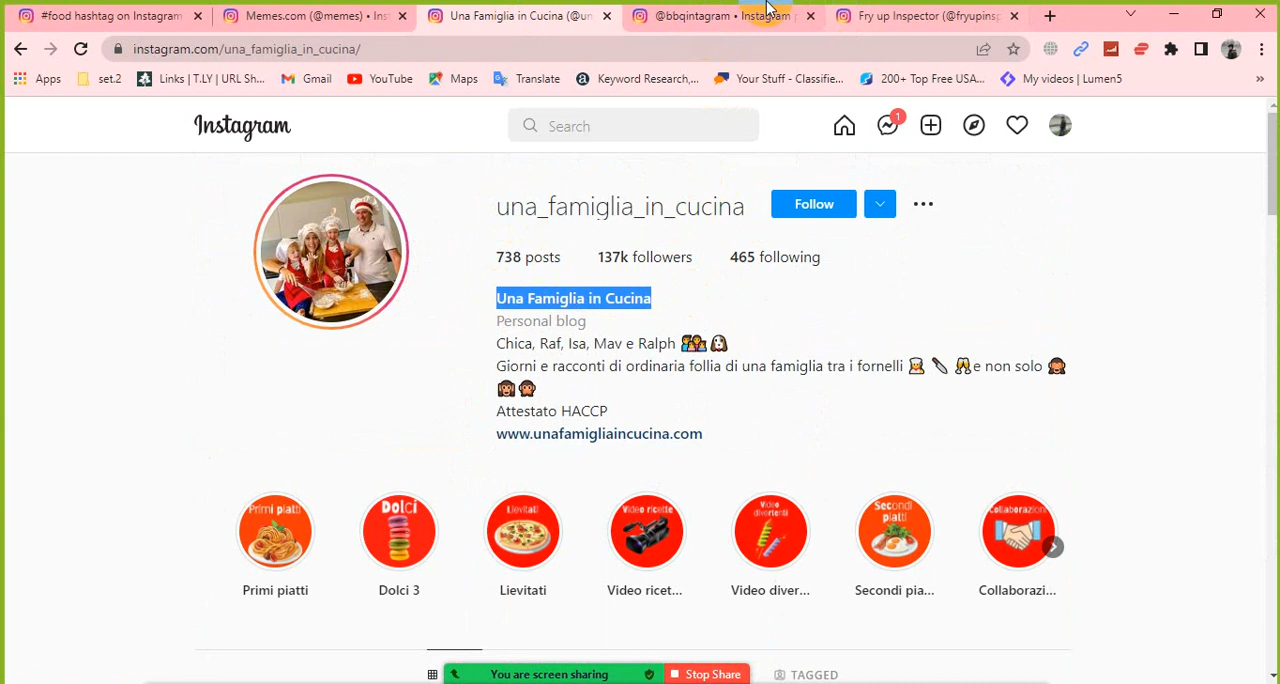 #food hashtag on Instagram
Memes.com (@memes) • Ins
Una Famiglia in Cucina (@un
@bbqintagram • Instagram p
Fry up Inspector (@fryupinsp
instagram.com/una_famiglia_in_cucina/
Apps
set.2
Links | T.LY | URL Sh...
Gmail
YouTube
Maps
Translate
Keyword Research,...
Your Stuff - Classifie...
200+ Top Free USA...
My videos | Lumen5
»
Instagram
Search
1
una_famiglia_in_cucina
Follow
738 posts
137k followers
465 following
Una Famiglia in Cucina
Personal blog
Chica, Raf, Isa, Mav e Ralph 👨‍👩‍👧‍👦🐶
Giorni e racconti di ordinaria follia di una famiglia tra i fornelli 👩‍🍳 🔪 🥂e non solo 🙈
🙉🙊
Attestato HACCP
www.unafamigliaincucina.com
Primi piatti
Dolci
Lievitati
Video ricette
Video
divertenti
Secondi
piatti
Collaborazioni
Primi piatti
Dolci 3
Lievitati
Video ricet...
Video diver...
Secondi pia...
Collaborazi...
You are screen sharing
Stop Share
TAGGED